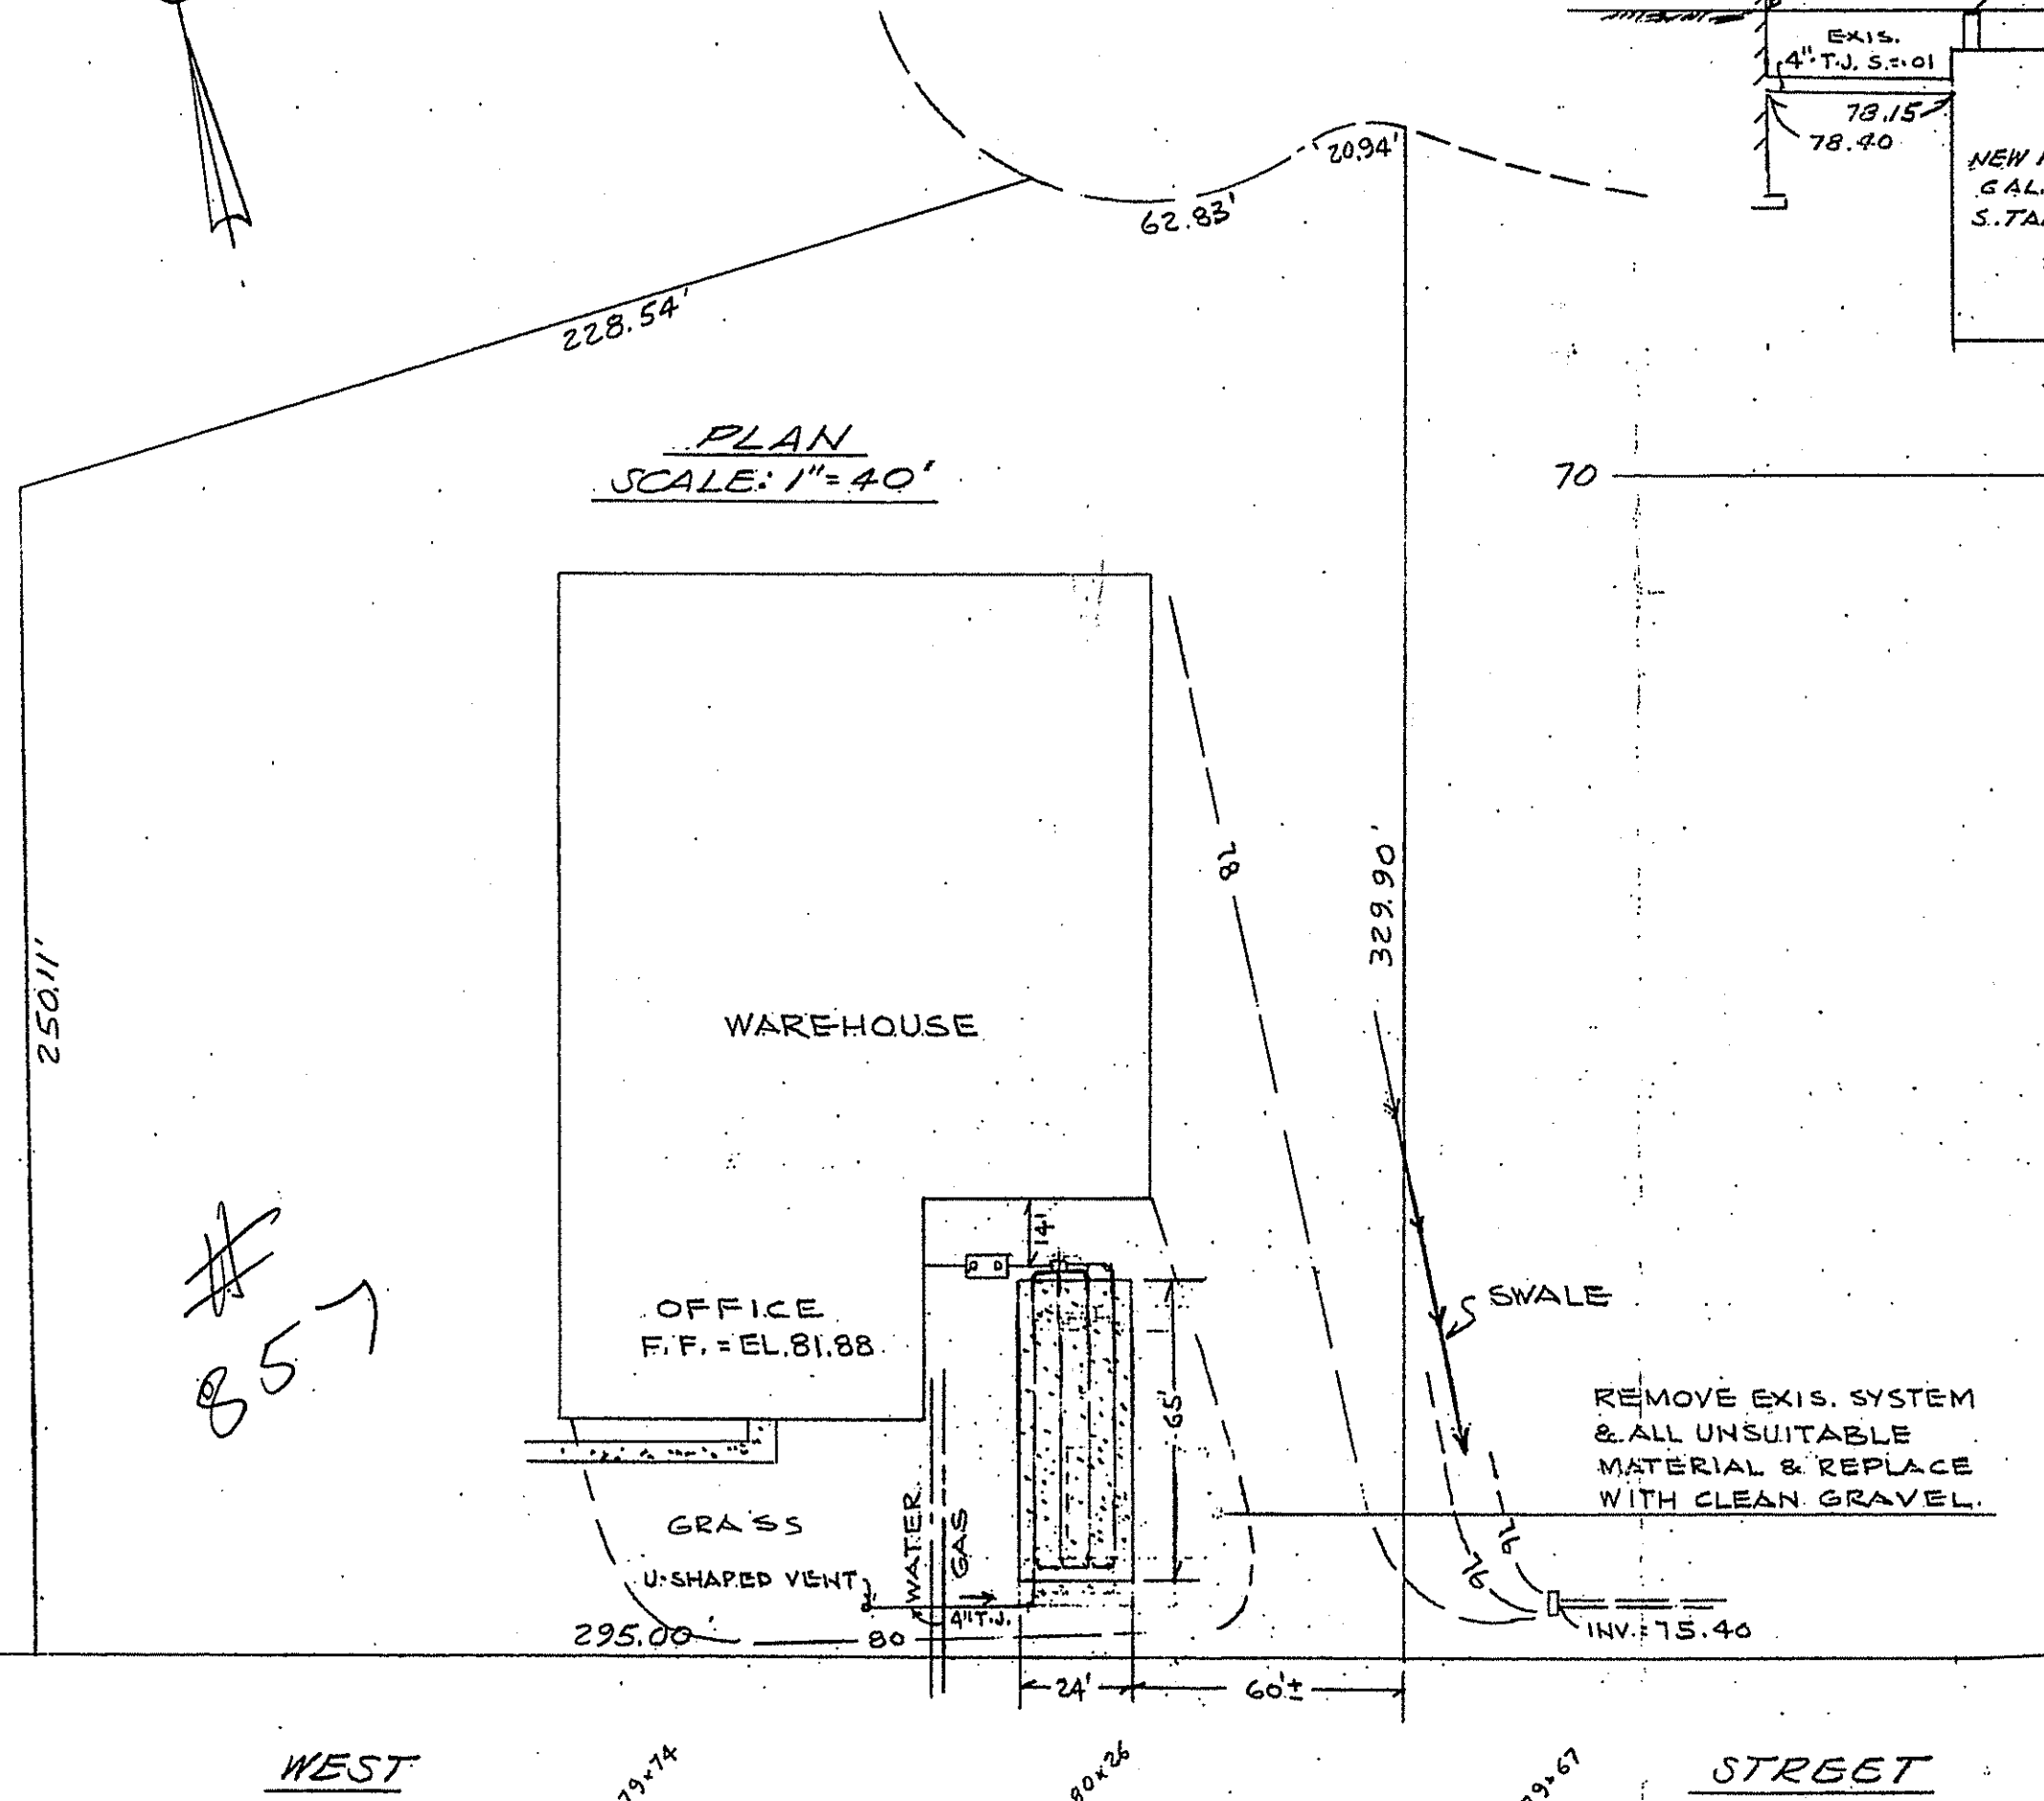 EXIS.
4" T.J. S.=.01
78.15
78.40
NEW
GAL.
20.94'
62.83'
228.54'
PLAN
SCALE: 1"=40'
70
82
329.90'
250.11'
WAREHOUSE
14'
# 857
OFFICE
F.F. = EL. 81.88
SWALE
65'
REMOVE EXIS. SYSTEM
& ALL UNSUITABLE
MATERIAL & REPLACE
WITH CLEAN GRAVEL.
GRASS
WATER
GAS
U-SHAPED VENT
4" T.J.
76
76
295.00'
80
INV. = 75.40
24'
60'±
WEST
79x74
80x26
STREET